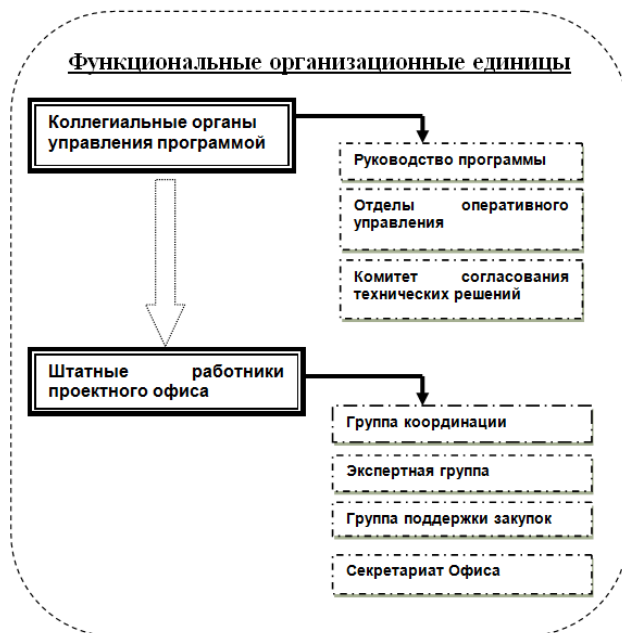 Функциональные организационные единицы
Коллегиальные органы
управления программой
Руководство программы
Отделы оперативного
управления
Комитет согласования
технических решений
Штатные работники
проектного офиса
Группа координации
Экспертная группа
Группа поддержки закупок
Секретариат Офиса